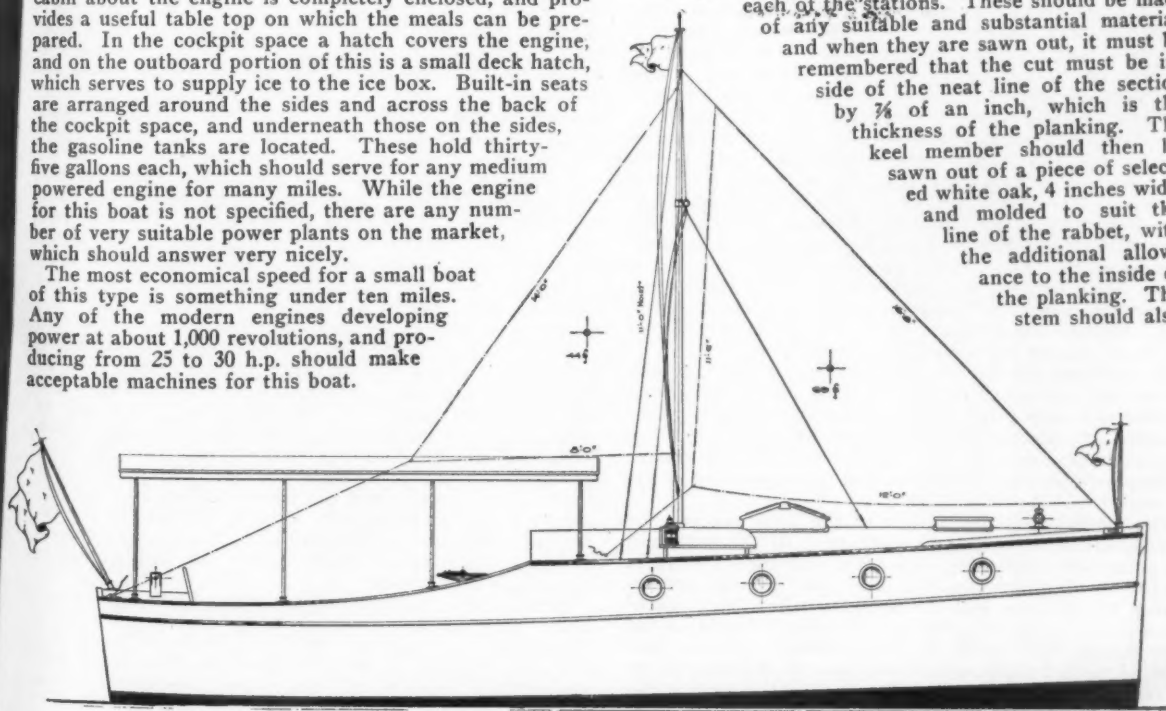 cabin about the engine is completely enclosed, and pro-
vides a useful table top on which the meals can be pre-
pared. In the cockpit space a hatch covers the engine,
and on the outboard portion of this is a small deck hatch,
which serves to supply ice to the ice box. Built-in seats
are arranged around the sides and across the back of
the cockpit space, and underneath those on the sides,
the gasoline tanks are located. These hold thirty-
five gallons each, which should serve for any medium
powered engine for many miles. While the engine
for this boat is not specified, there are any num-
ber of very suitable power plants on the market,
which should answer very nicely.
The most economical speed for a small boat
of this type is something under ten miles.
Any of the modern engines developing
power at about 1,000 revolutions, and pro-
ducing from 25 to 30 h.p. should make
acceptable machines for this boat.
each of the stations. These should be ma
of any suitable and substantial materia
and when they are sawn out, it must b
remembered that the cut must be i
side of the neat line of the sectio
by ⅞ of an inch, which is th
thickness of the planking. Th
keel member should then b
sawn out of a piece of selec
ed white oak, 4 inches wid
and molded to suit th
line of the rabbet, wit
the additional allow
ance to the inside o
the planking. Th
stem should als
11'-0" Hoist
8'-0"
12'-0"